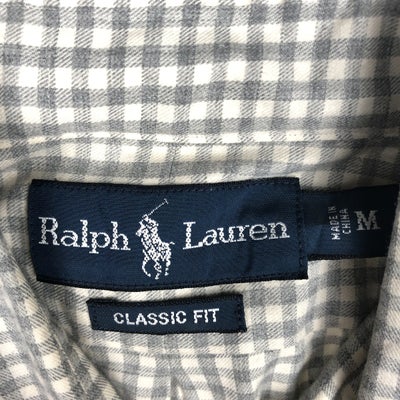 Ralph Lauren
MADE IN
CHINA
M
CLASSIC FIT